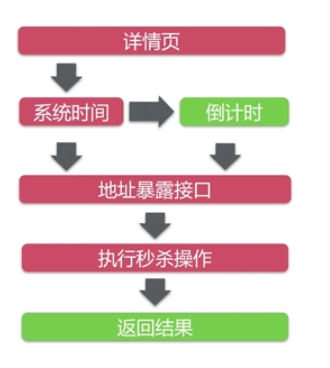 详情页
系统时间
倒计时
地址暴露接口
执行秒杀操作
返回结果